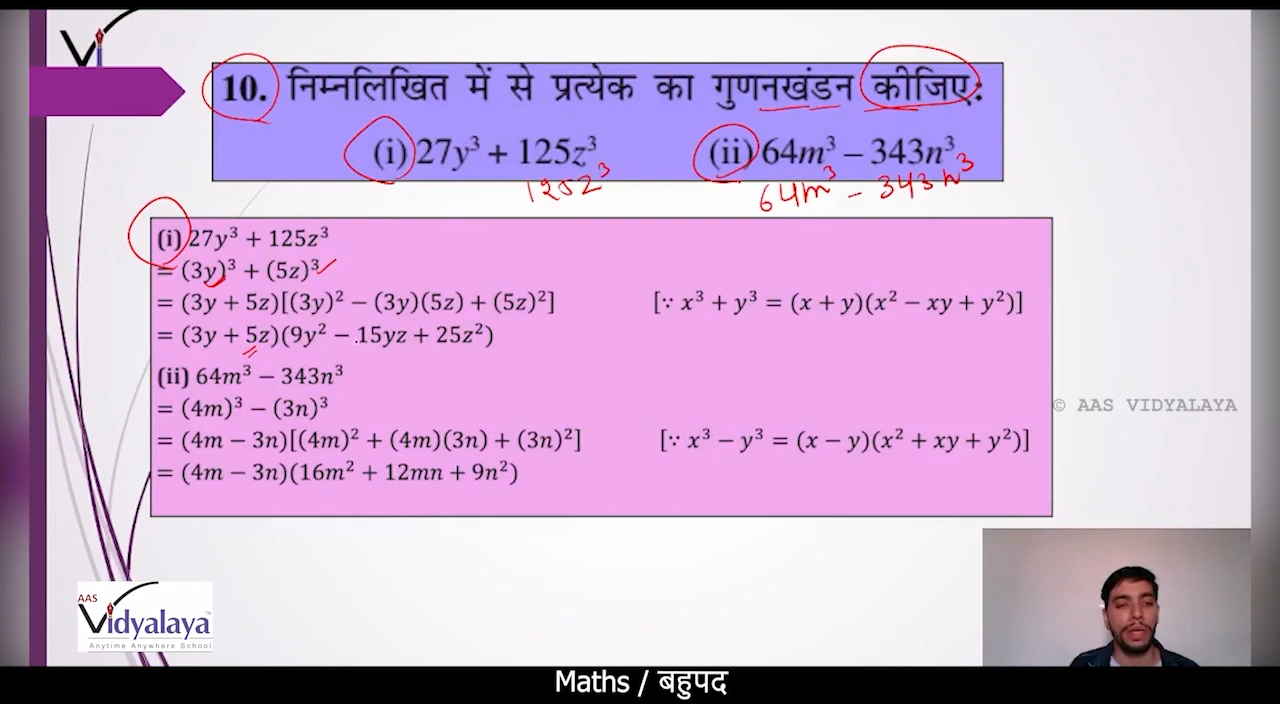 Vi
10. निम्नलिखित में से प्रत्येक का गुणनखंडन कीजिए:
(i) 27y³ + 125z³ (ii) 64m³ – 343n³
125z³ 64m³ – 343n³
(i) 27y³ + 125z³
= (3y)³ + (5z)³
= (3y + 5z)[(3y)² − (3y)(5z) + (5z)²] [∵ x³ + y³ = (x + y)(x² − xy + y²)]
= (3y + 5z)(9y² − 15yz + 25z²)
(ii) 64m³ − 343n³
= (4m)³ − (3n)³
© AAS VIDYALAYA
= (4m − 3n)[(4m)² + (4m)(3n) + (3n)²] [∵ x³ − y³ = (x − y)(x² + xy + y²)]
= (4m − 3n)(16m² + 12mn + 9n²)
AAS
Vidyalaya™
Anytime Anywhere School
Maths / बहुपद